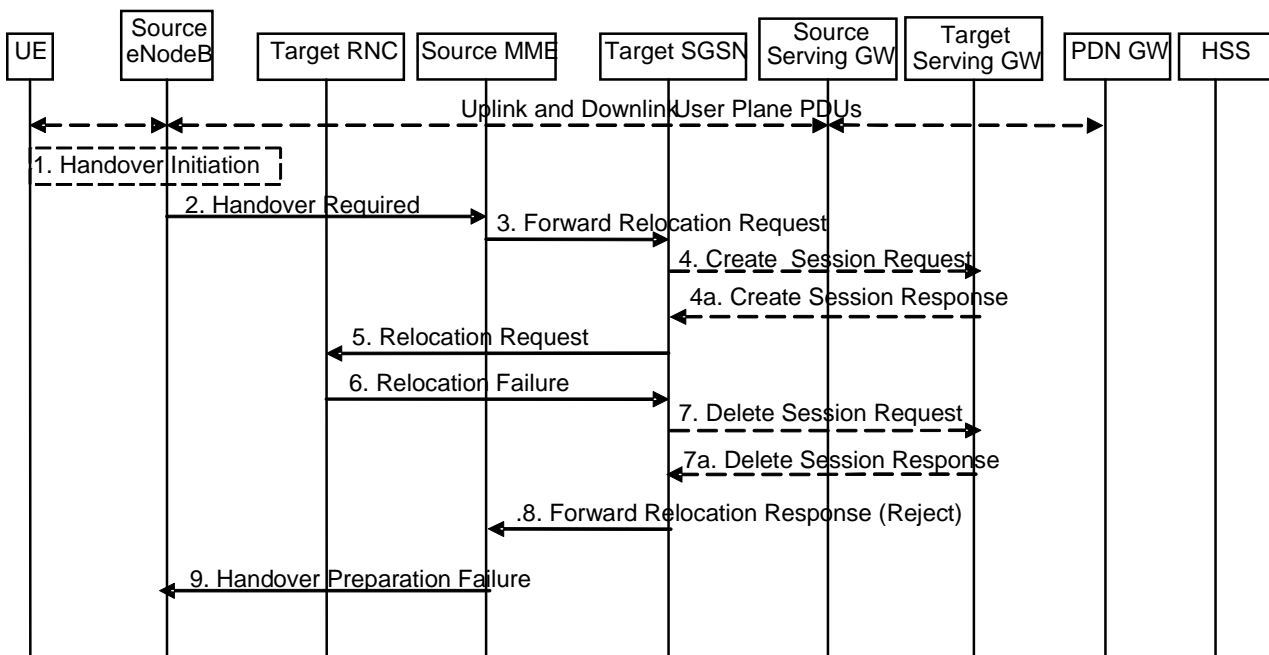 UE
Source
eNodeB
Target RNC
Source MME
Target SGSN
Source
Serving GW
Target
Serving GW
PDN GW
HSS
Uplink and Downlink User Plane PDUs
1. Handover Initiation
2. Handover Required
3. Forward Relocation Request
4. Create Session Request
4a. Create Session Response
5. Relocation Request
6. Relocation Failure
7. Delete Session Request
7a. Delete Session Response
.8. Forward Relocation Response (Reject)
9. Handover Preparation Failure